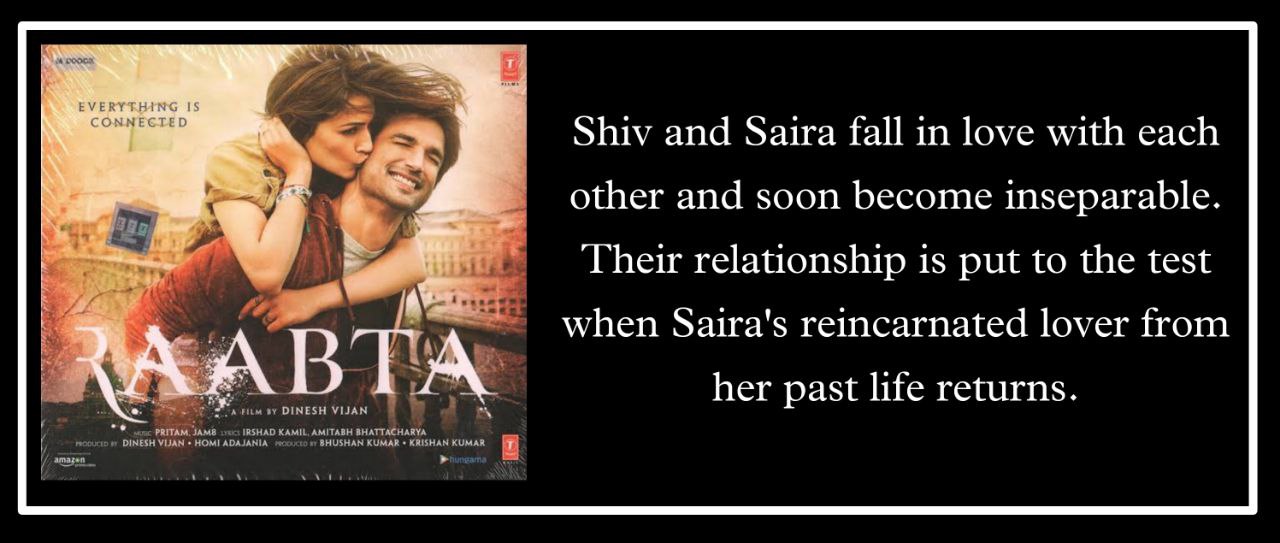 EVERYTHING IS
CONNECTED
T
FILMS
RAABTA
A FILM BY DINESH VIJAN
MUSIC PRITAM, JAM8 LYRICS IRSHAD KAMIL, AMITABH BHATTACHARYA
PRODUCED BY DINESH VIJAN • HOMI ADAJANIA PRODUCED BY BHUSHAN KUMAR • KRISHAN KUMAR
amazon
hungama
T
Shiv and Saira fall in love with each
other and soon become inseparable.
Their relationship is put to the test
when Saira's reincarnated lover from
her past life returns.